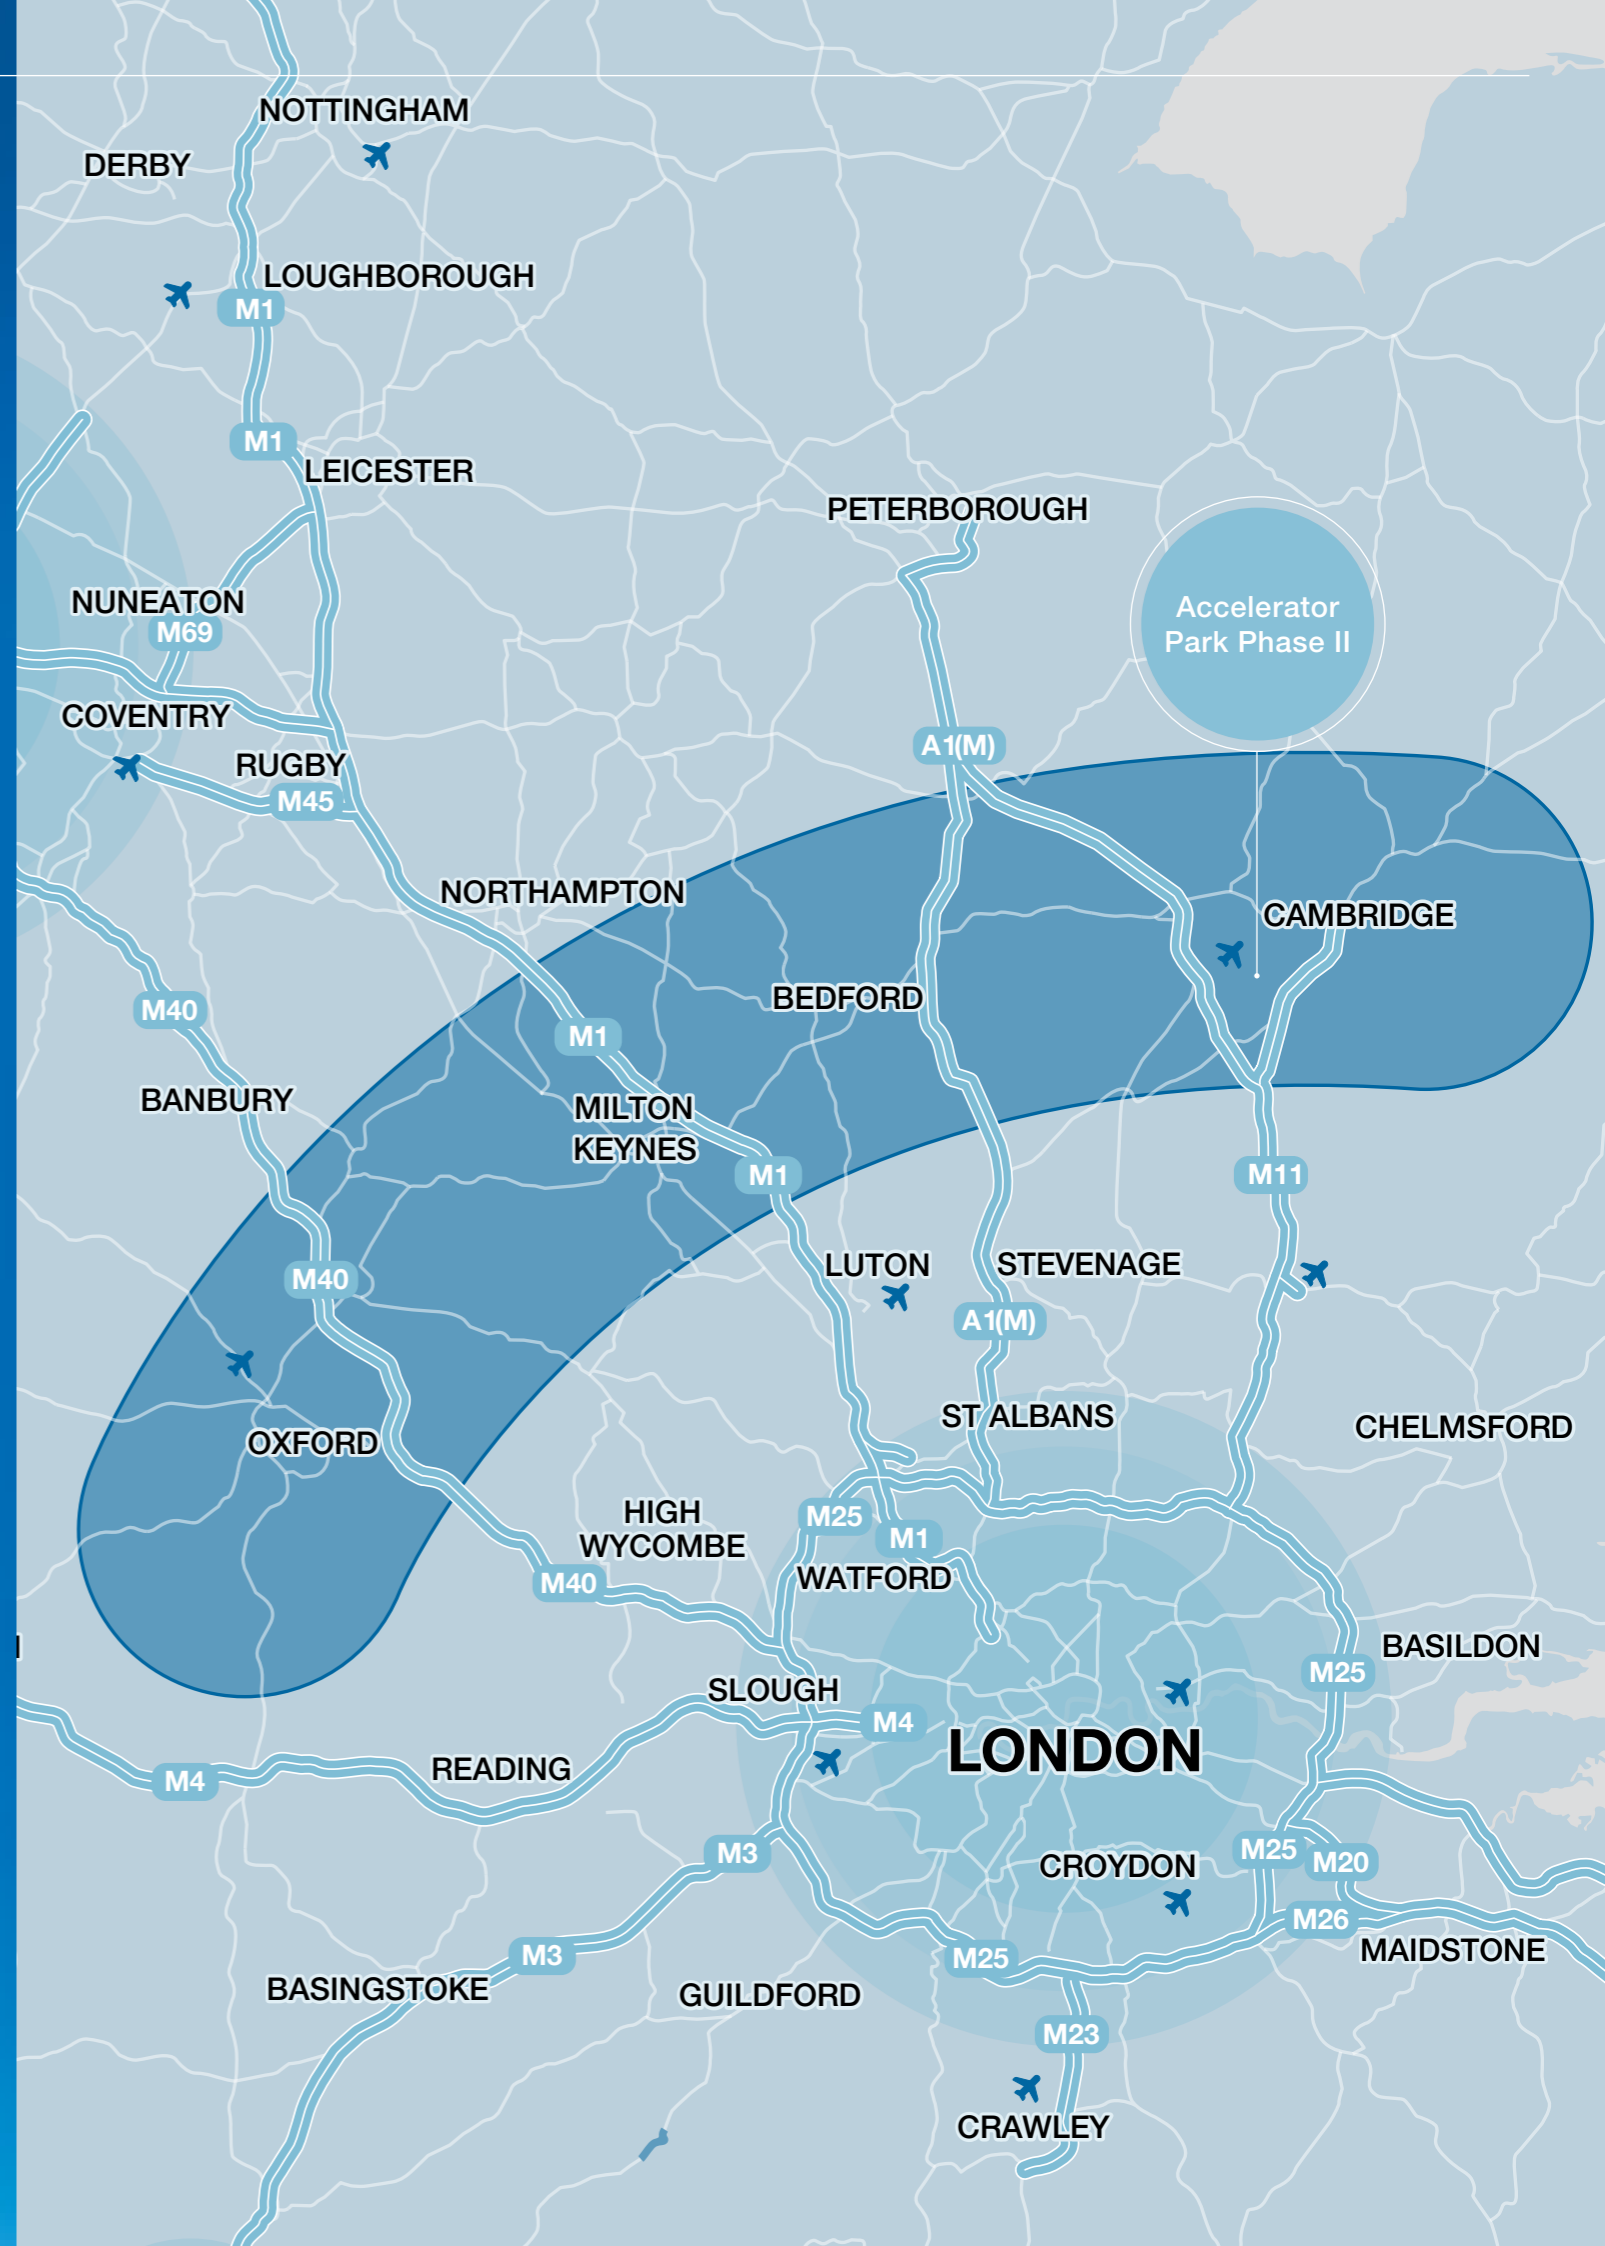 NOTTINGHAM
DERBY
LOUGHBOROUGH
M1
M1
LEICESTER
PETERBOROUGH
Accelerator
Park Phase II
NUNEATON
M69
COVENTRY
A1(M)
RUGBY
M45
NORTHAMPTON
CAMBRIDGE
BEDFORD
M40
M1
BANBURY
MILTON
KEYNES
M1
M11
LUTON
STEVENAGE
M40
A1(M)
ST ALBANS
CHELMSFORD
OXFORD
HIGH
WYCOMBE
M25
M1
WATFORD
M40
BASILDON
M25
SLOUGH
M4
LONDON
READING
M4
M3
CROYDON
M25
M20
M26
MAIDSTONE
M3
M25
BASINGSTOKE
GUILDFORD
M23
CRAWLEY